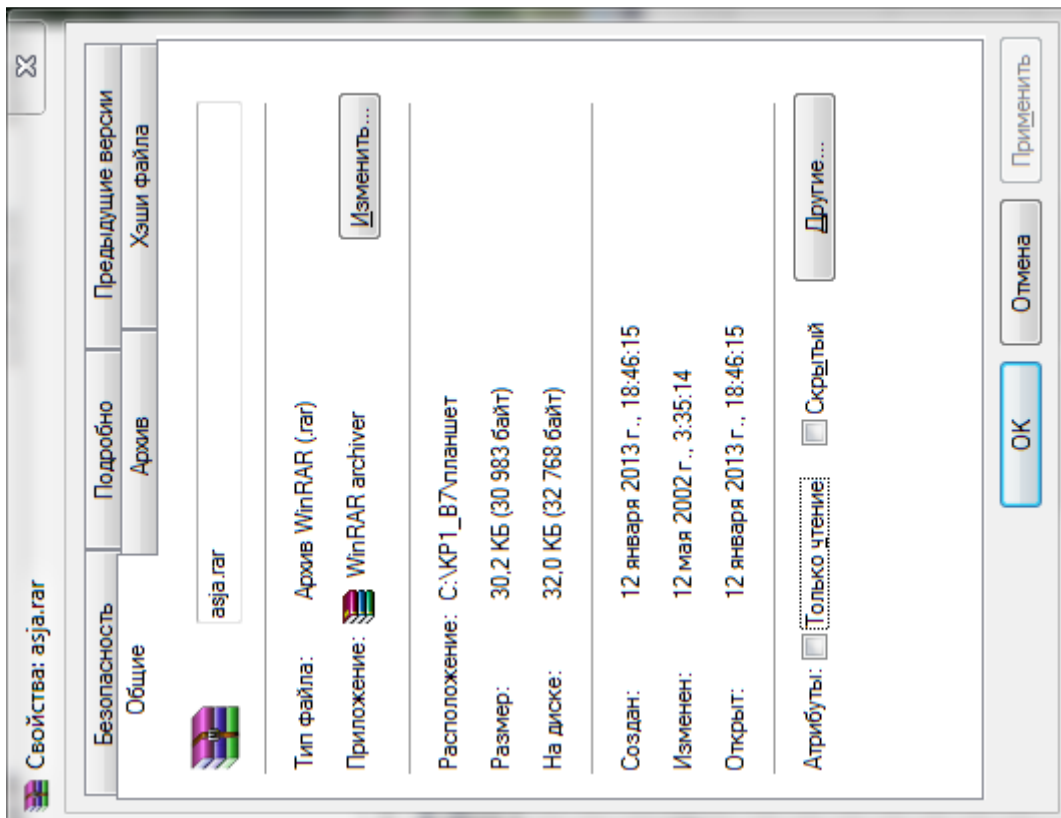 Свойства: asja.rar
Безопасность Подробно Предыдущие версии
Общие Архив Хэши файла
asja.rar
Тип файла: Архив WinRAR (.rar)
Приложение: WinRAR archiver Изменить...
Расположение: C:\KP1_B7\планшет
Размер: 30,2 КБ (30 983 байт)
На диске: 32,0 КБ (32 768 байт)
Создан: 12 января 2013 г., 18:46:15
Изменен: 12 мая 2002 г., 3:35:14
Открыт: 12 января 2013 г., 18:46:15
Атрибуты: Только чтение Скрытый Другие...
ОК Отмена Применить